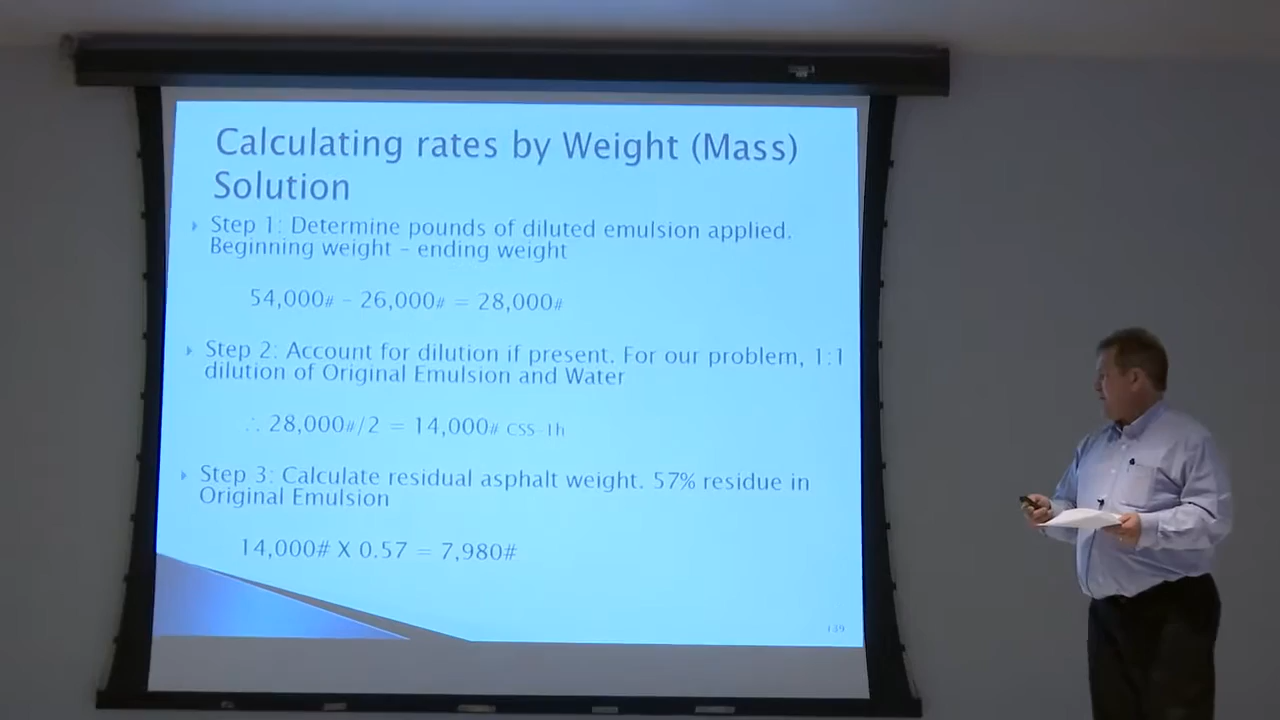 Calculating rates by Weight (Mass)
Solution
Step 1: Determine pounds of diluted emulsion applied.
Beginning weight – ending weight
54,000# – 26,000# = 28,000#
Step 2: Account for dilution if present. For our problem, 1:1
dilution of Original Emulsion and Water
∴ 28,000#/2 = 14,000# CSS-1h
Step 3: Calculate residual asphalt weight. 57% residue in
Original Emulsion
14,000# X 0.57 = 7,980#
139